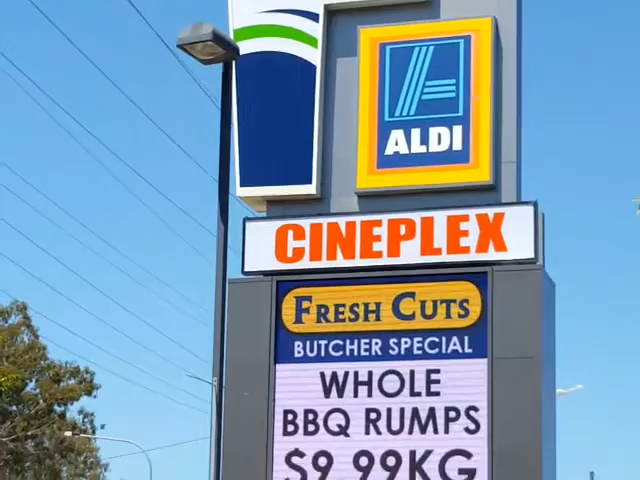 ALDI
CINEPLEX
FRESH CUTS
BUTCHER SPECIAL
WHOLE
BBQ RUMPS
$9.99KG